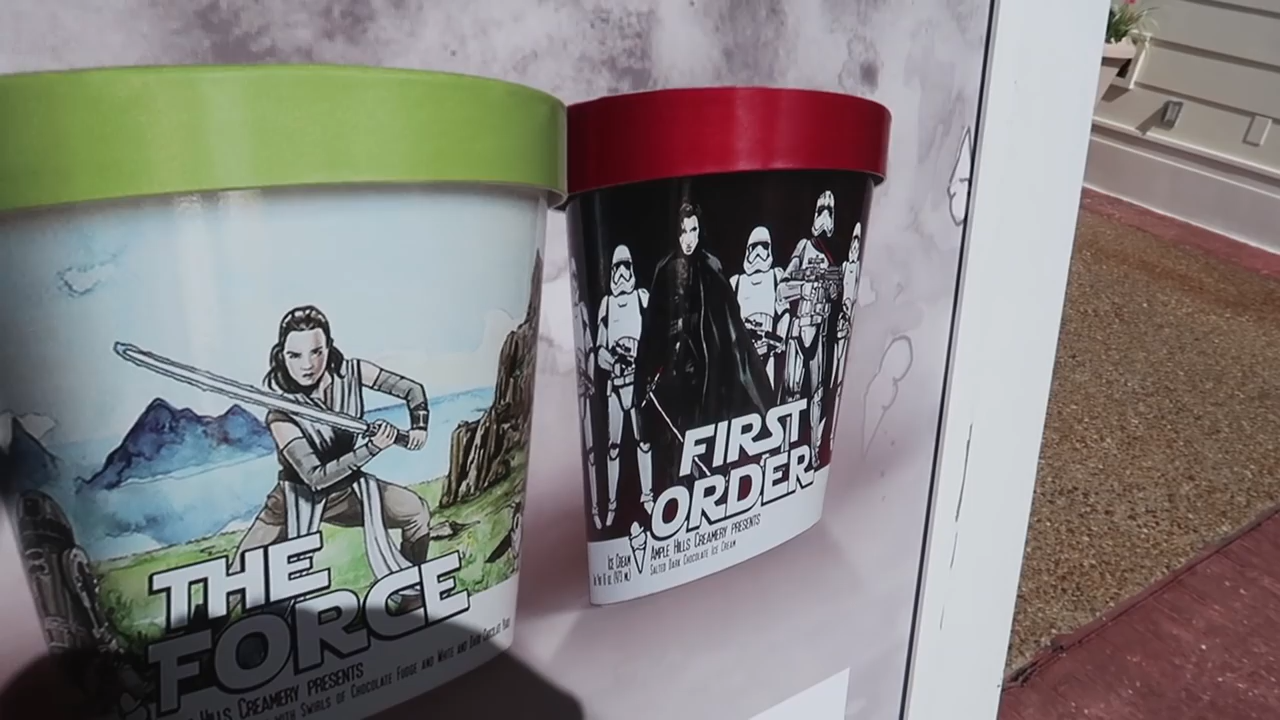 THE
FORCE
HILLS CREAMERY PRESENTS
WITH SWIRLS OF CHOCOLATE FUDGE AND WHITE AND DARK CHOCOLATE
FIRST
ORDER
ICE CREAM
AMPLE HILLS CREAMERY PRESENTS
SALTED DARK CHOCOLATE ICE CREAM